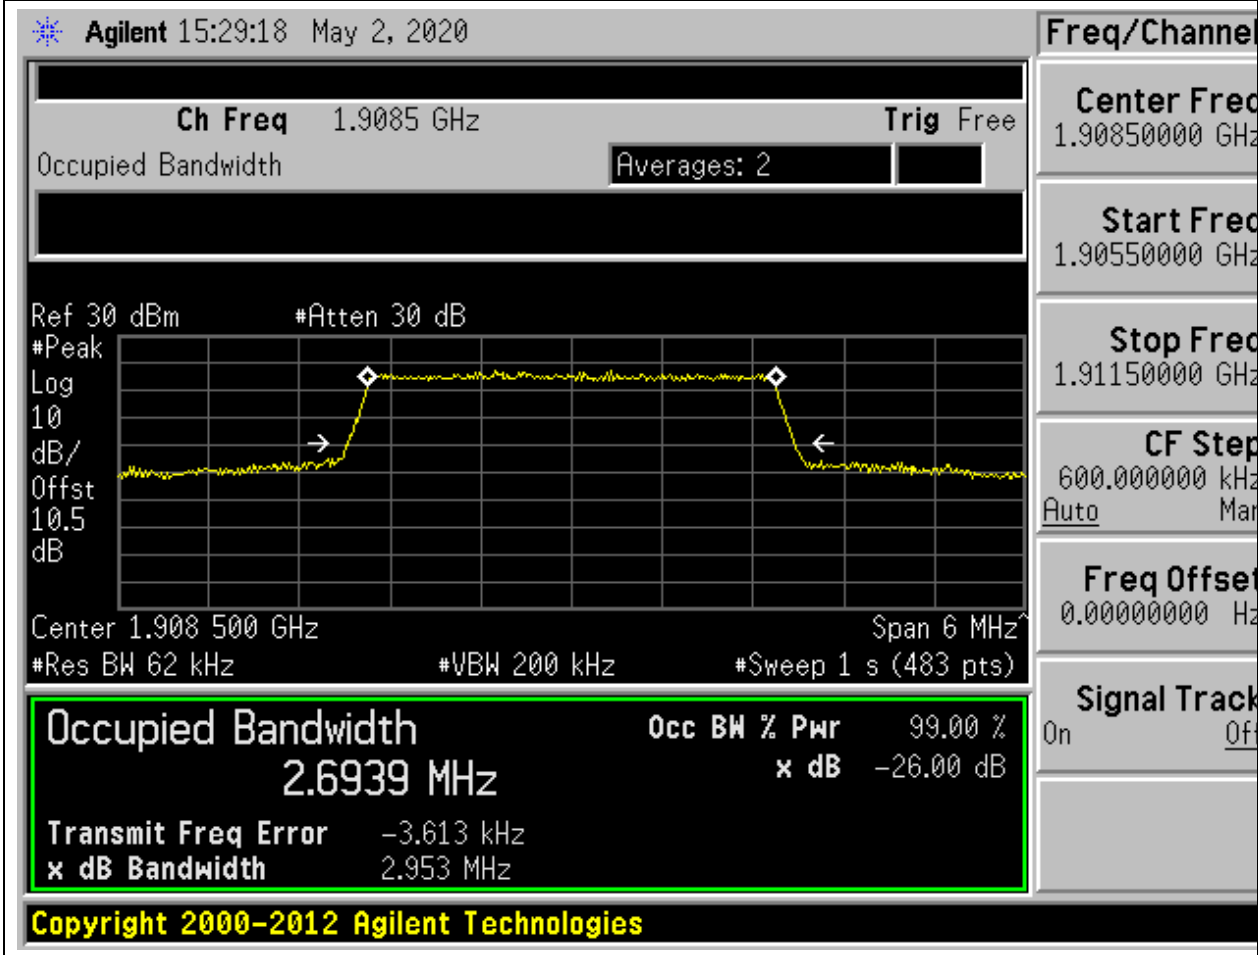 Agilent 15:29:18 May 2, 2020
Freq/Channel
Ch Freq 1.9085 GHz Trig Free
Occupied Bandwidth Averages: 2
Center Freq
1.90850000 GHz
Start Freq
1.90550000 GHz
Stop Freq
1.91150000 GHz
CF Step
600.000000 kHz
Auto Man
Freq Offset
0.00000000 Hz
Signal Track
On Off
Ref 30 dBm #Atten 30 dB
#Peak
Log
10
dB/
Offst
10.5
dB
Center 1.908 500 GHz Span 6 MHz^
#Res BW 62 kHz #VBW 200 kHz #Sweep 1 s (483 pts)
Occupied Bandwidth
2.6939 MHz
Occ BW % Pwr 99.00 %
x dB -26.00 dB
Transmit Freq Error -3.613 kHz
x dB Bandwidth 2.953 MHz
Copyright 2000-2012 Agilent Technologies